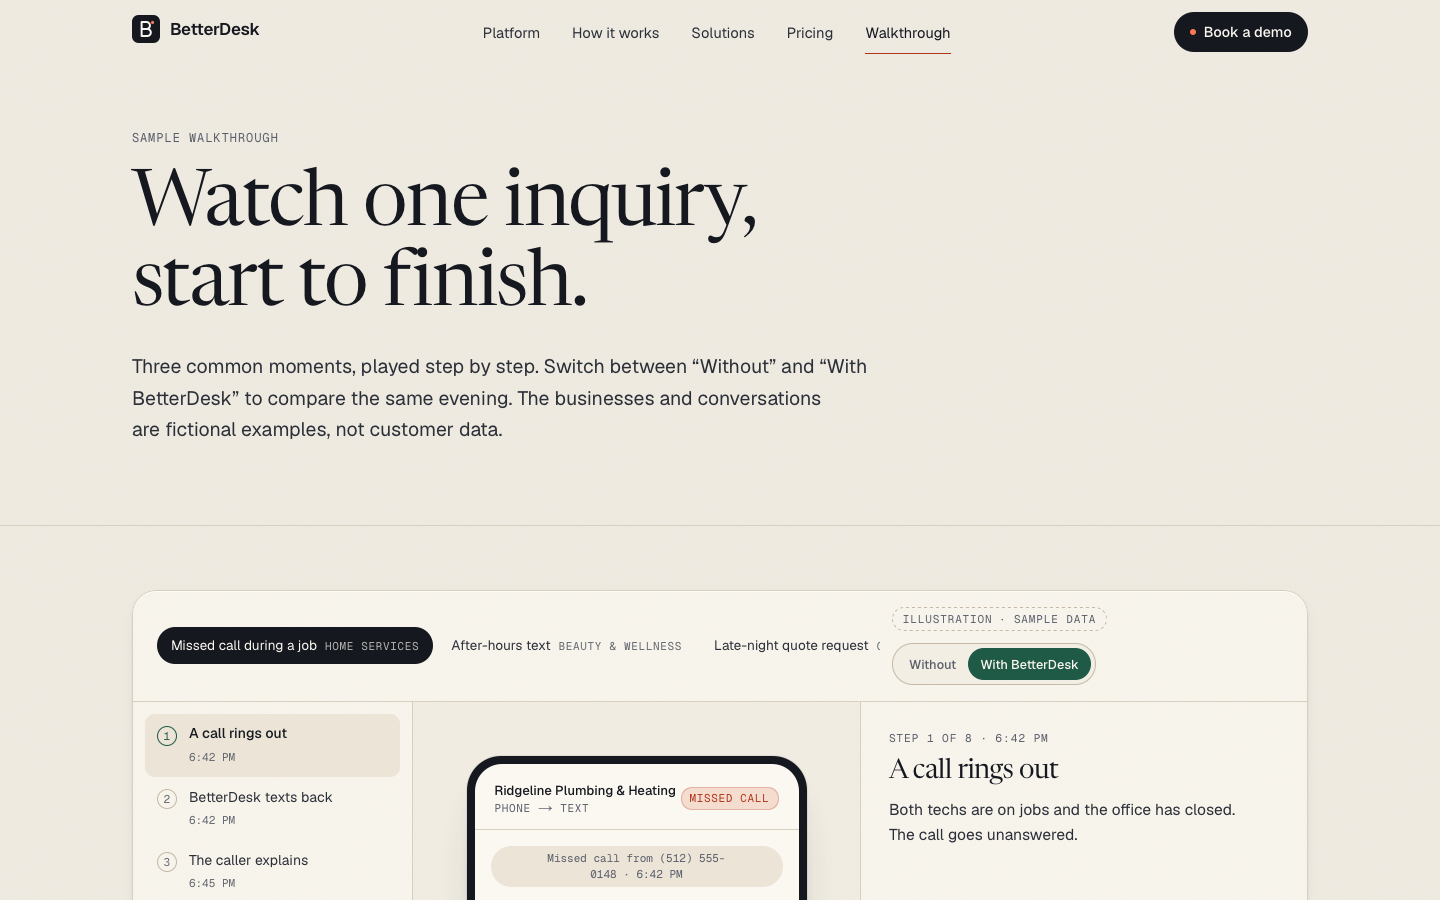 BetterDesk
Platform
How it works
Solutions
Pricing
Walkthrough
Book a demo
SAMPLE WALKTHROUGH
Watch one inquiry,
start to finish.
Three common moments, played step by step. Switch between “Without” and “With
BetterDesk” to compare the same evening. The businesses and conversations
are fictional examples, not customer data.
Missed call during a job HOME SERVICES
After-hours text BEAUTY & WELLNESS
Late-night quote request
ILLUSTRATION · SAMPLE DATA
Without
With BetterDesk
1
A call rings out
6:42 PM
2
BetterDesk texts back
6:42 PM
3
The caller explains
6:45 PM
Ridgeline Plumbing & Heating
PHONE → TEXT
MISSED CALL
Missed call from (512) 555-
0148 · 6:42 PM
STEP 1 OF 8 · 6:42 PM
A call rings out
Both techs are on jobs and the office has closed.
The call goes unanswered.